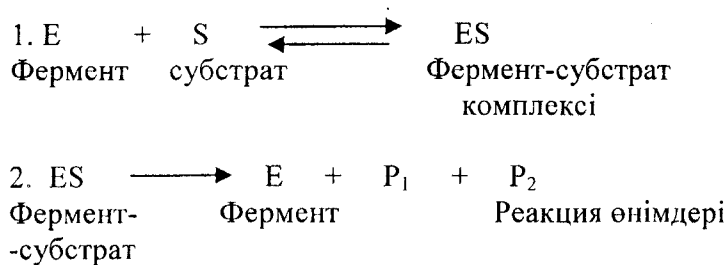 1. E + S ⇄ ES
Фермент субстрат Фермент-субстрат
комплексі
2. ES → E + P₁ + P₂
Фермент- Фермент Реакция өнімдері
-субстрат